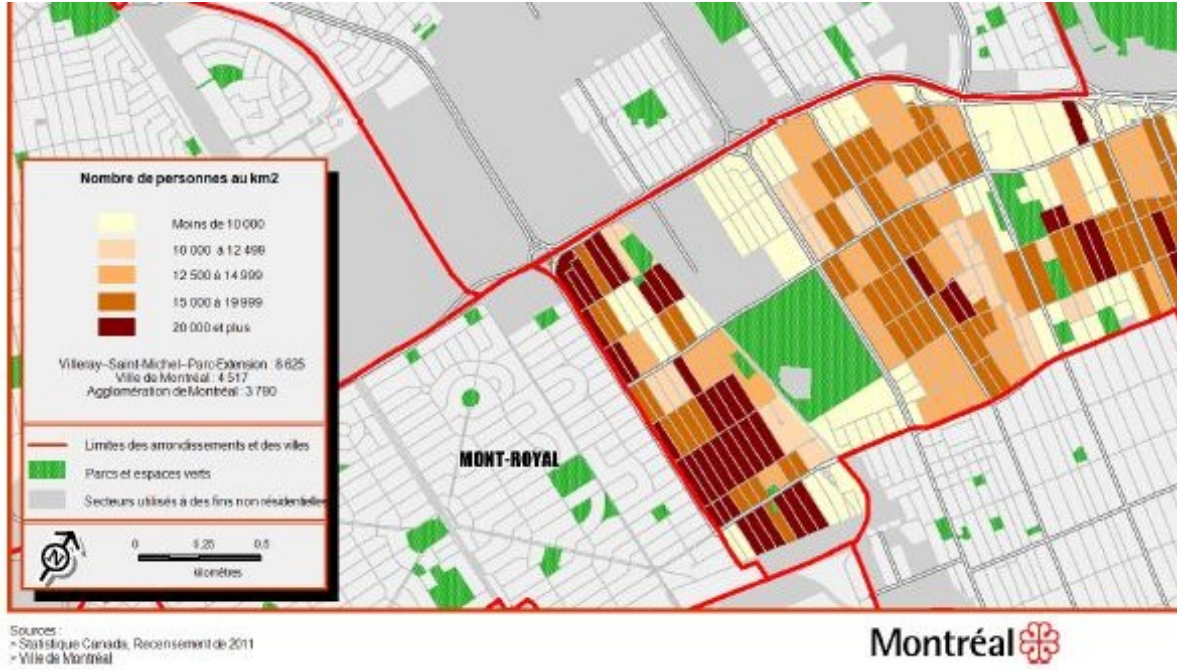 Nombre de personnes au km2
Moins de 10 000
10 000 à 12 499
12 500 à 14 999
15 000 à 19 999
20 000 et plus
Villeray-Saint-Michel-Parc-Extension : 8 625
Ville de Montréal : 4 517
Agglomération de Montréal : 3 780
Limites des arrondissements et des villes
Parcs et espaces verts
Secteurs utilisés à des fins non résidentielles
N
0 0.25 0.5
kilomètres
MONT-ROYAL
Sources :
> Statistique Canada, Recensement de 2011
> Ville de Montréal
Montréal